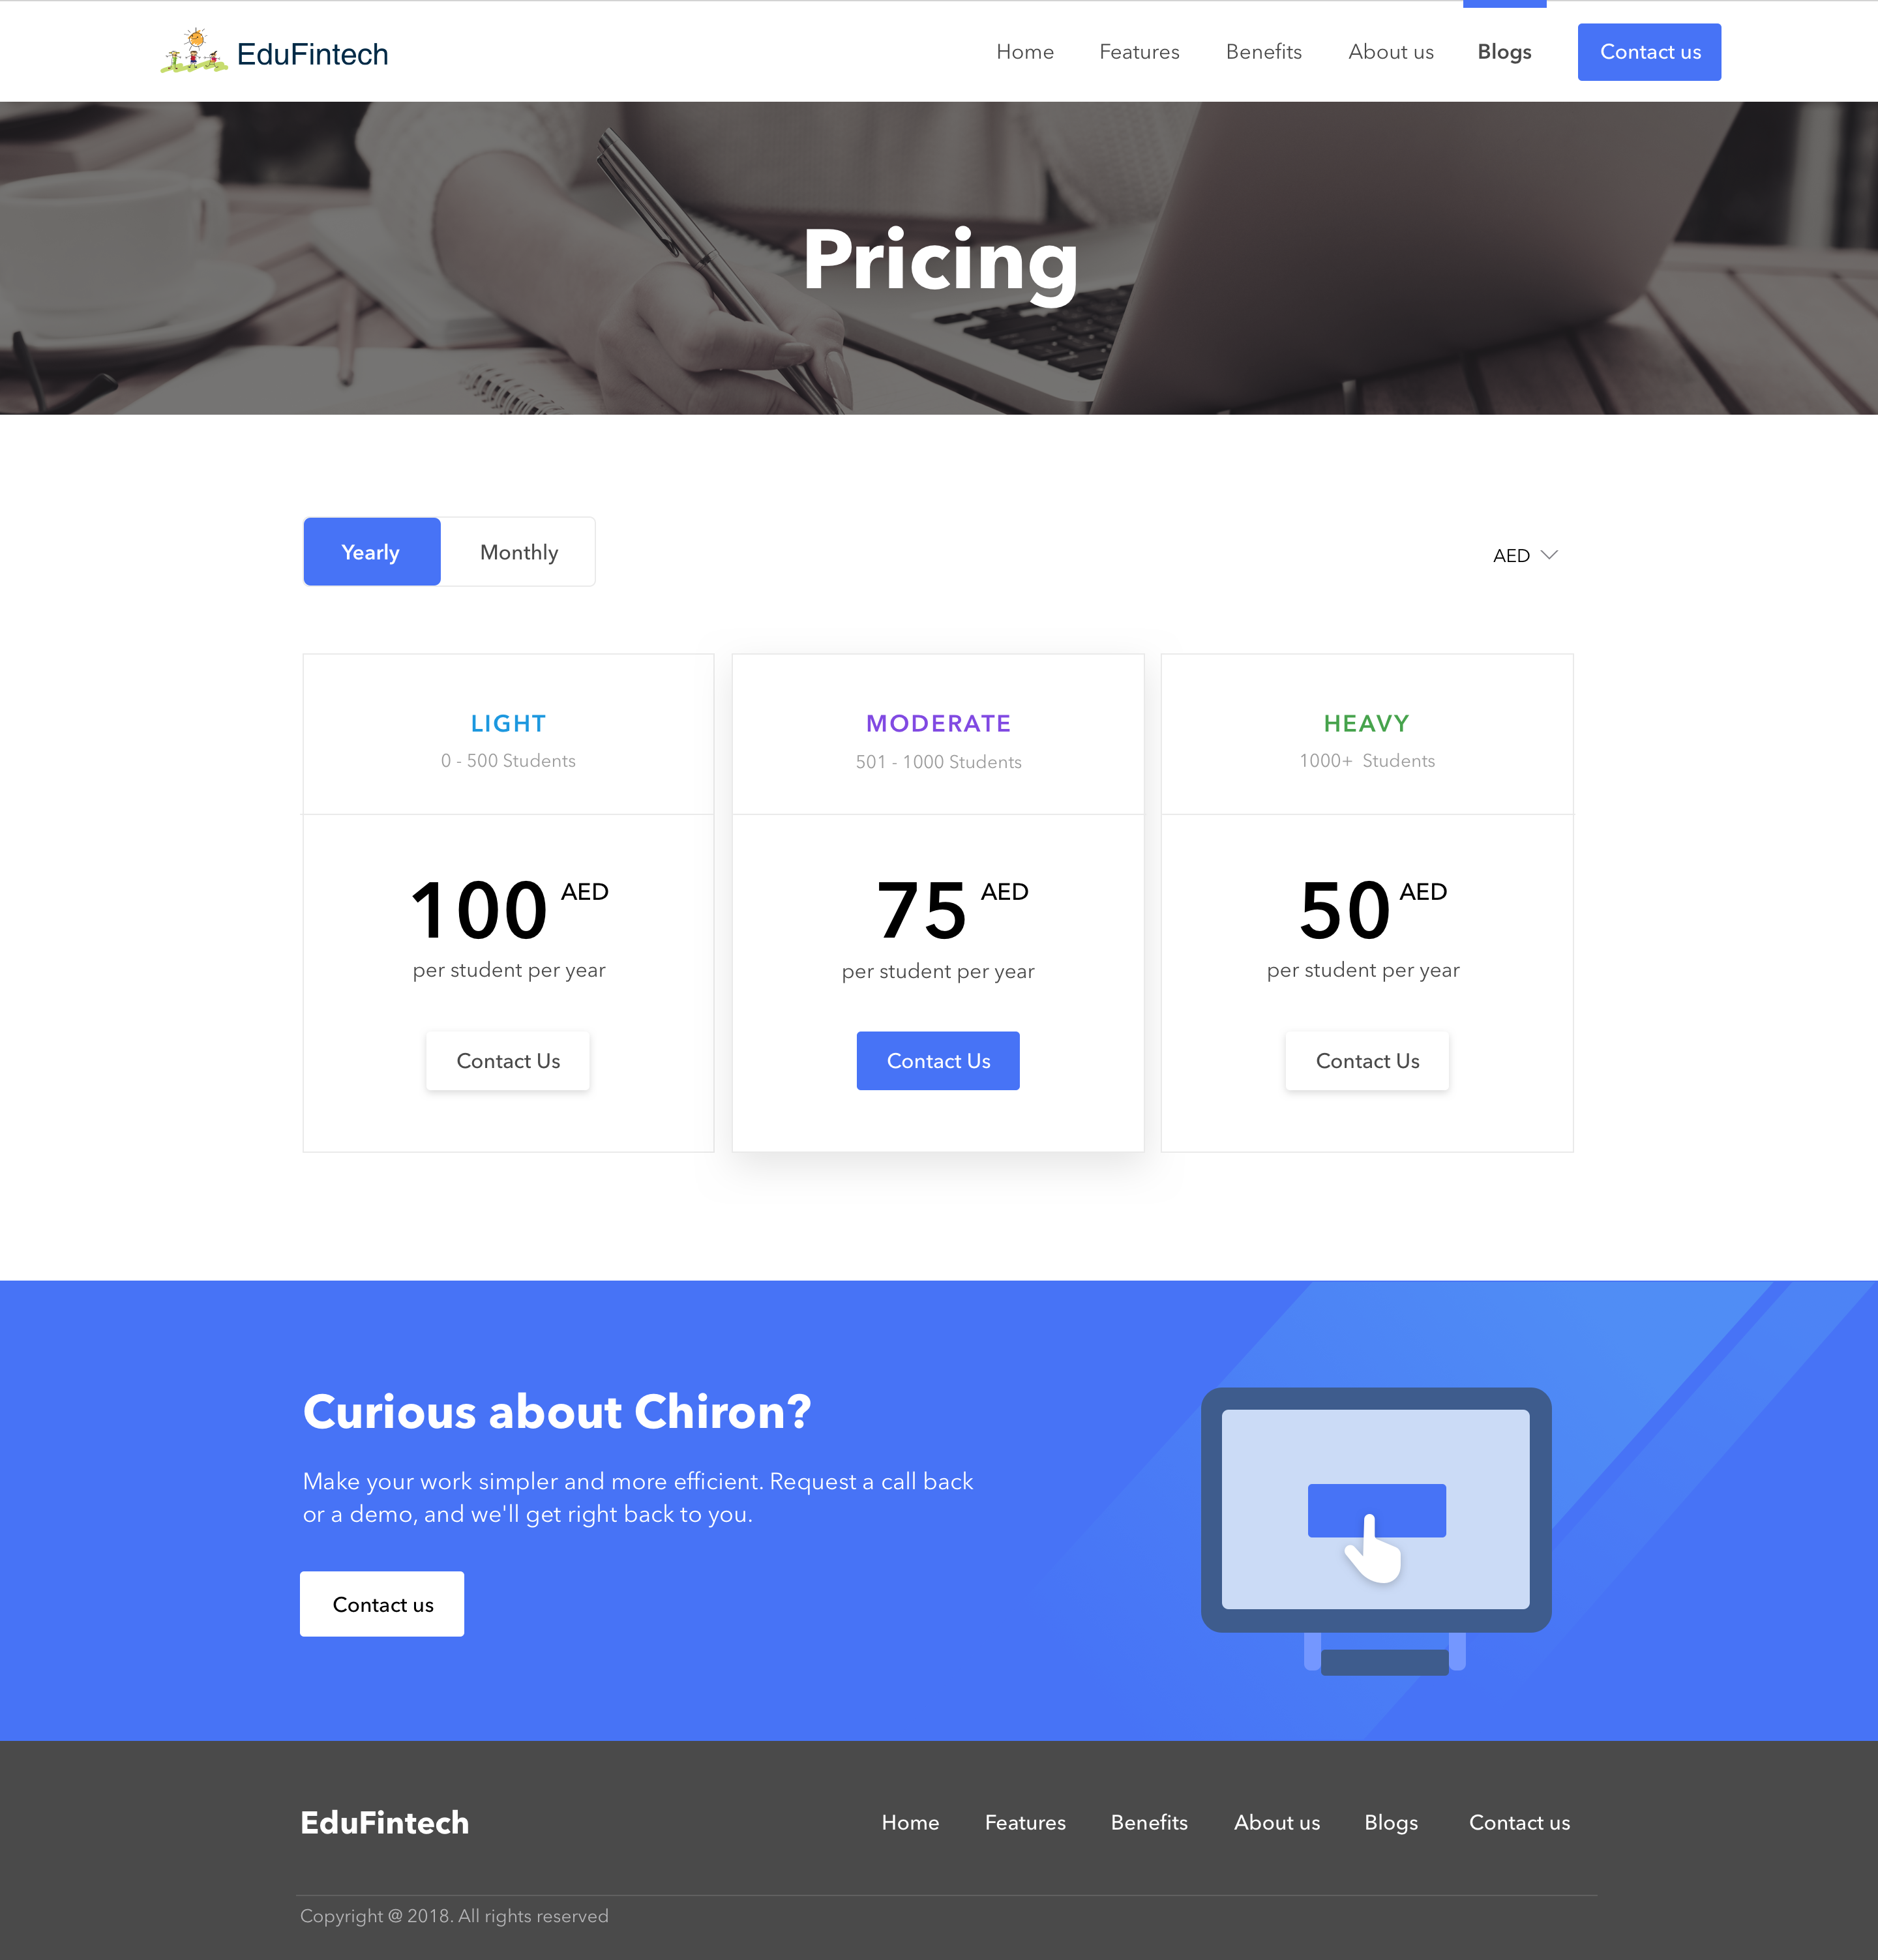 EduFintech
Home Features Benefits About us Blogs Contact us
Pricing
Yearly Monthly AED
LIGHT
0 - 500 Students
100 AED
per student per year
Contact Us
MODERATE
501 - 1000 Students
75 AED
per student per year
Contact Us
HEAVY
1000+  Students
50 AED
per student per year
Contact Us
Curious about Chiron?
Make your work simpler and more efficient. Request a call back
or a demo, and we'll get right back to you.
Contact us
EduFintech
Home Features Benefits About us Blogs Contact us
Copyright @ 2018. All rights reserved